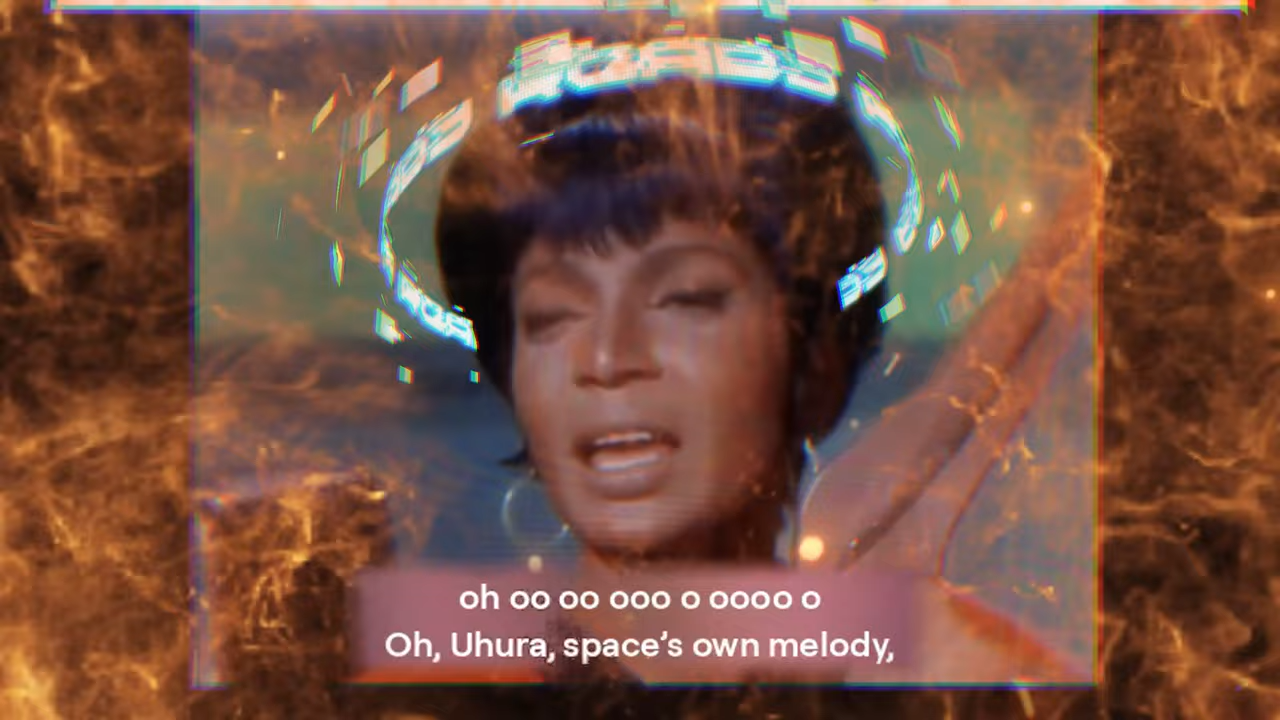 oh oo oo ooo o oooo o
Oh, Uhura, space’s own melody,